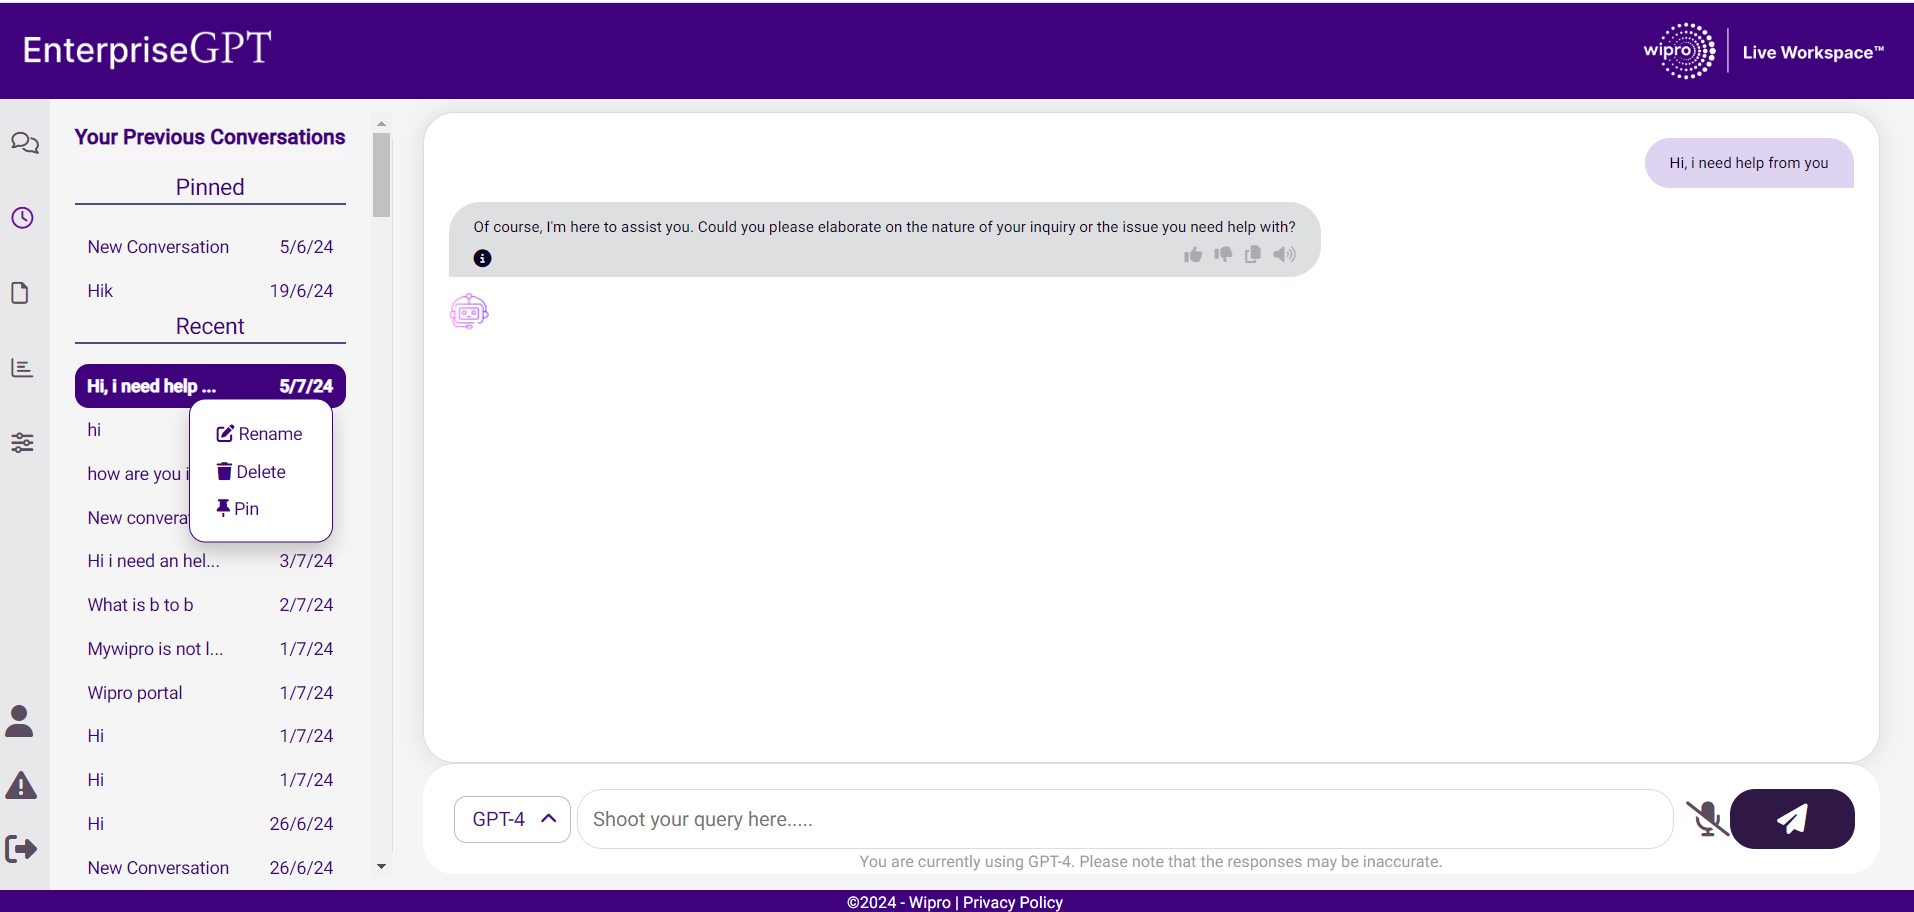 EnterpriseGPT
wipro
Live Workspace™
Your Previous Conversations
Pinned
New Conversation 5/6/24
Hik 19/6/24
Recent
Hi, i need help ... 5/7/24
hi
how are you i
New convera
Rename
Delete
Pin
Hi i need an hel... 3/7/24
What is b to b 2/7/24
Mywipro is not l... 1/7/24
Wipro portal 1/7/24
Hi 1/7/24
Hi 1/7/24
Hi 26/6/24
New Conversation 26/6/24
Hi, i need help from you
Of course, I'm here to assist you. Could you please elaborate on the nature of your inquiry or the issue you need help with?
GPT-4
Shoot your query here.....
You are currently using GPT-4. Please note that the responses may be inaccurate.
©2024 - Wipro | Privacy Policy